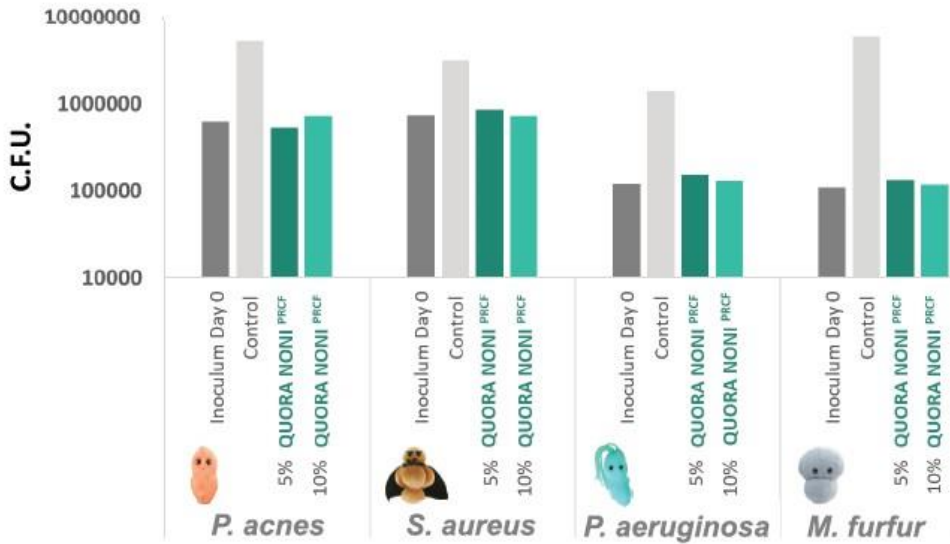 C.F.U.
10000000
1000000
100000
10000
Inoculum Day 0
Control
5% QUORA NONI PRCF
10% QUORA NONI PRCF
P. acnes
Inoculum Day 0
Control
5% QUORA NONI PRCF
10% QUORA NONI PRCF
S. aureus
Inoculum Day 0
Control
5% QUORA NONI PRCF
10% QUORA NONI PRCF
P. aeruginosa
Inoculum Day 0
Control
5% QUORA NONI PRCF
10% QUORA NONI PRCF
M. furfur